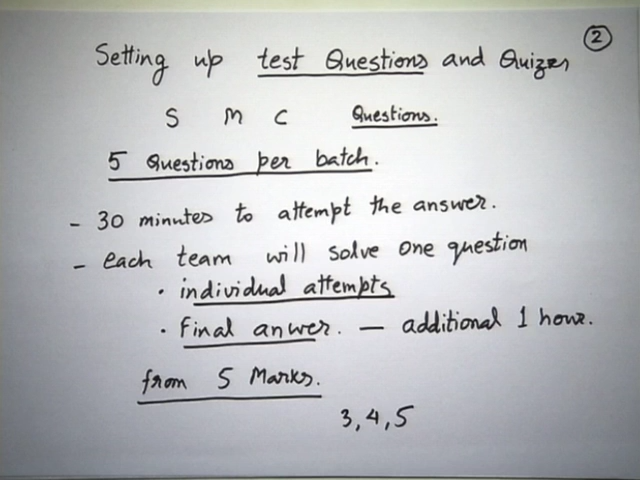 2
Setting up test Questions and Quizes
S M C Questions.
5 Questions per batch.
- 30 minutes to attempt the answer.
- each team will solve one question
• individual attempts
• Final anwer. — additional 1 hour.
from 5 Marks.
3, 4, 5